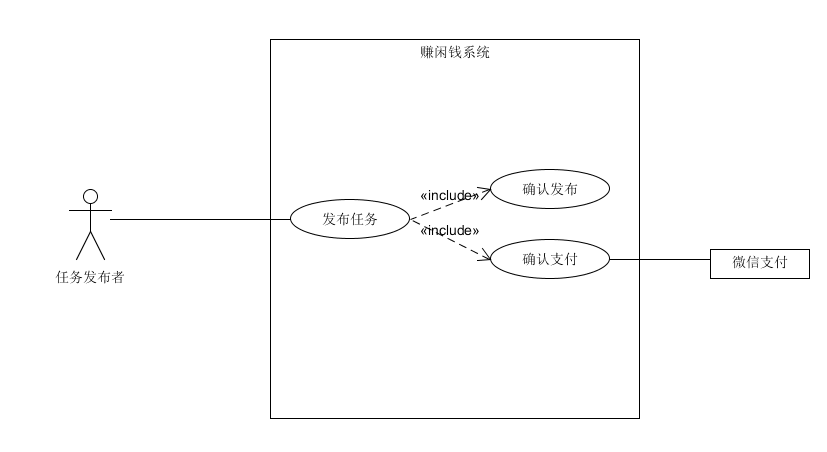 赚闲钱系统
«include»
确认发布
发布任务
«include»
确认支付
微信支付
任务发布者